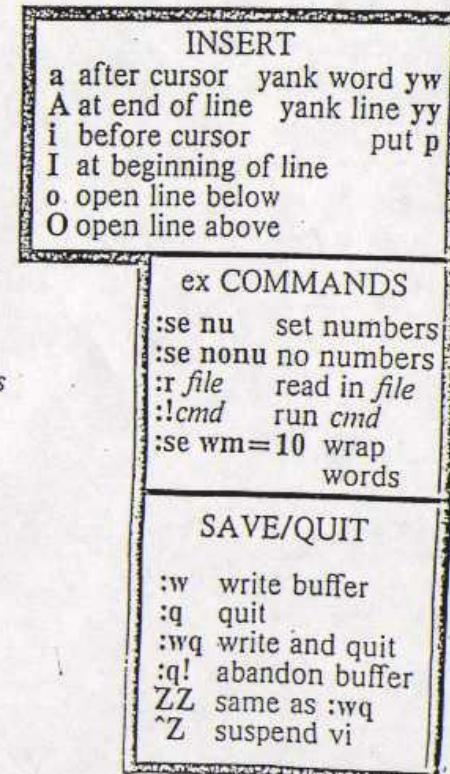 INSERT
a after cursor yank word yw
A at end of line yank line yy
i before cursor put p
I at beginning of line
o open line below
O open line above
ex COMMANDS
:se nu set numbers
:se nonu no numbers
:r file read in file
:!cmd run cmd
:se wm=10 wrap
words
s
SAVE/QUIT
:w write buffer
:q quit
:wq write and quit
:q! abandon buffer
ZZ same as :wq
^Z suspend vi